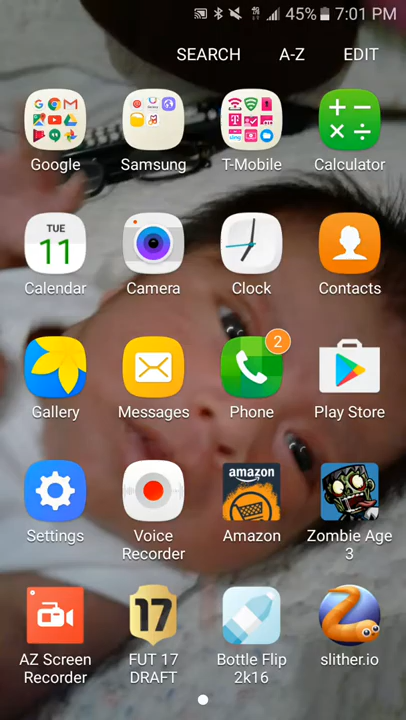 45% 7:01 PM
SEARCH A-Z EDIT
Google Samsung T-Mobile Calculator
TUE
11
Calendar Camera Clock Contacts
2
Gallery Messages Phone Play Store
amazon
Settings Voice Recorder Amazon Zombie Age 3
17
AZ Screen Recorder FUT 17 DRAFT Bottle Flip 2k16 slither.io